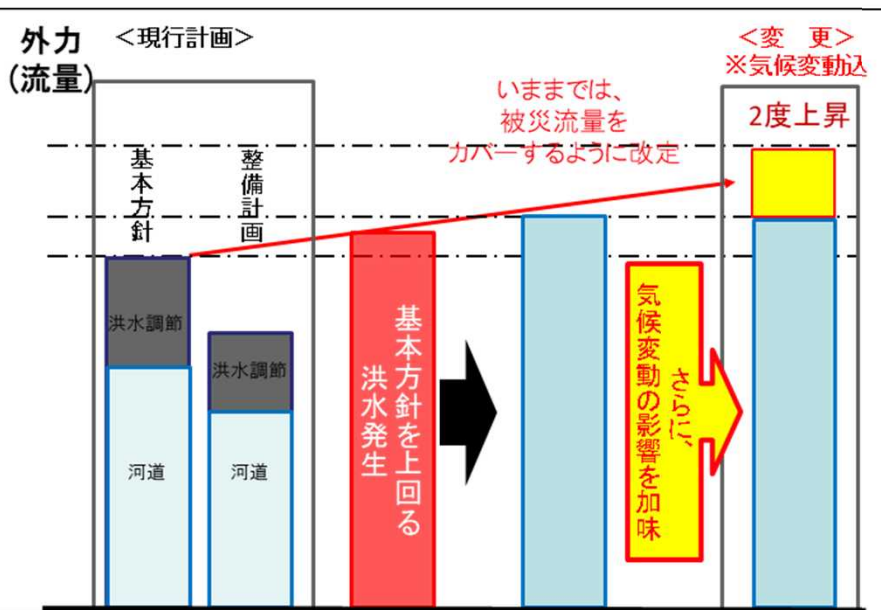 外力
(流量)
＜現行計画＞
基本方針
整備計画
洪水調節
洪水調節
河道
河道
基本方針を上回る
洪水発生
いままでは、
被災流量を
カバーするように改定
さらに、
気候変動の影響を加味
＜変　更＞
※気候変動込
2度上昇